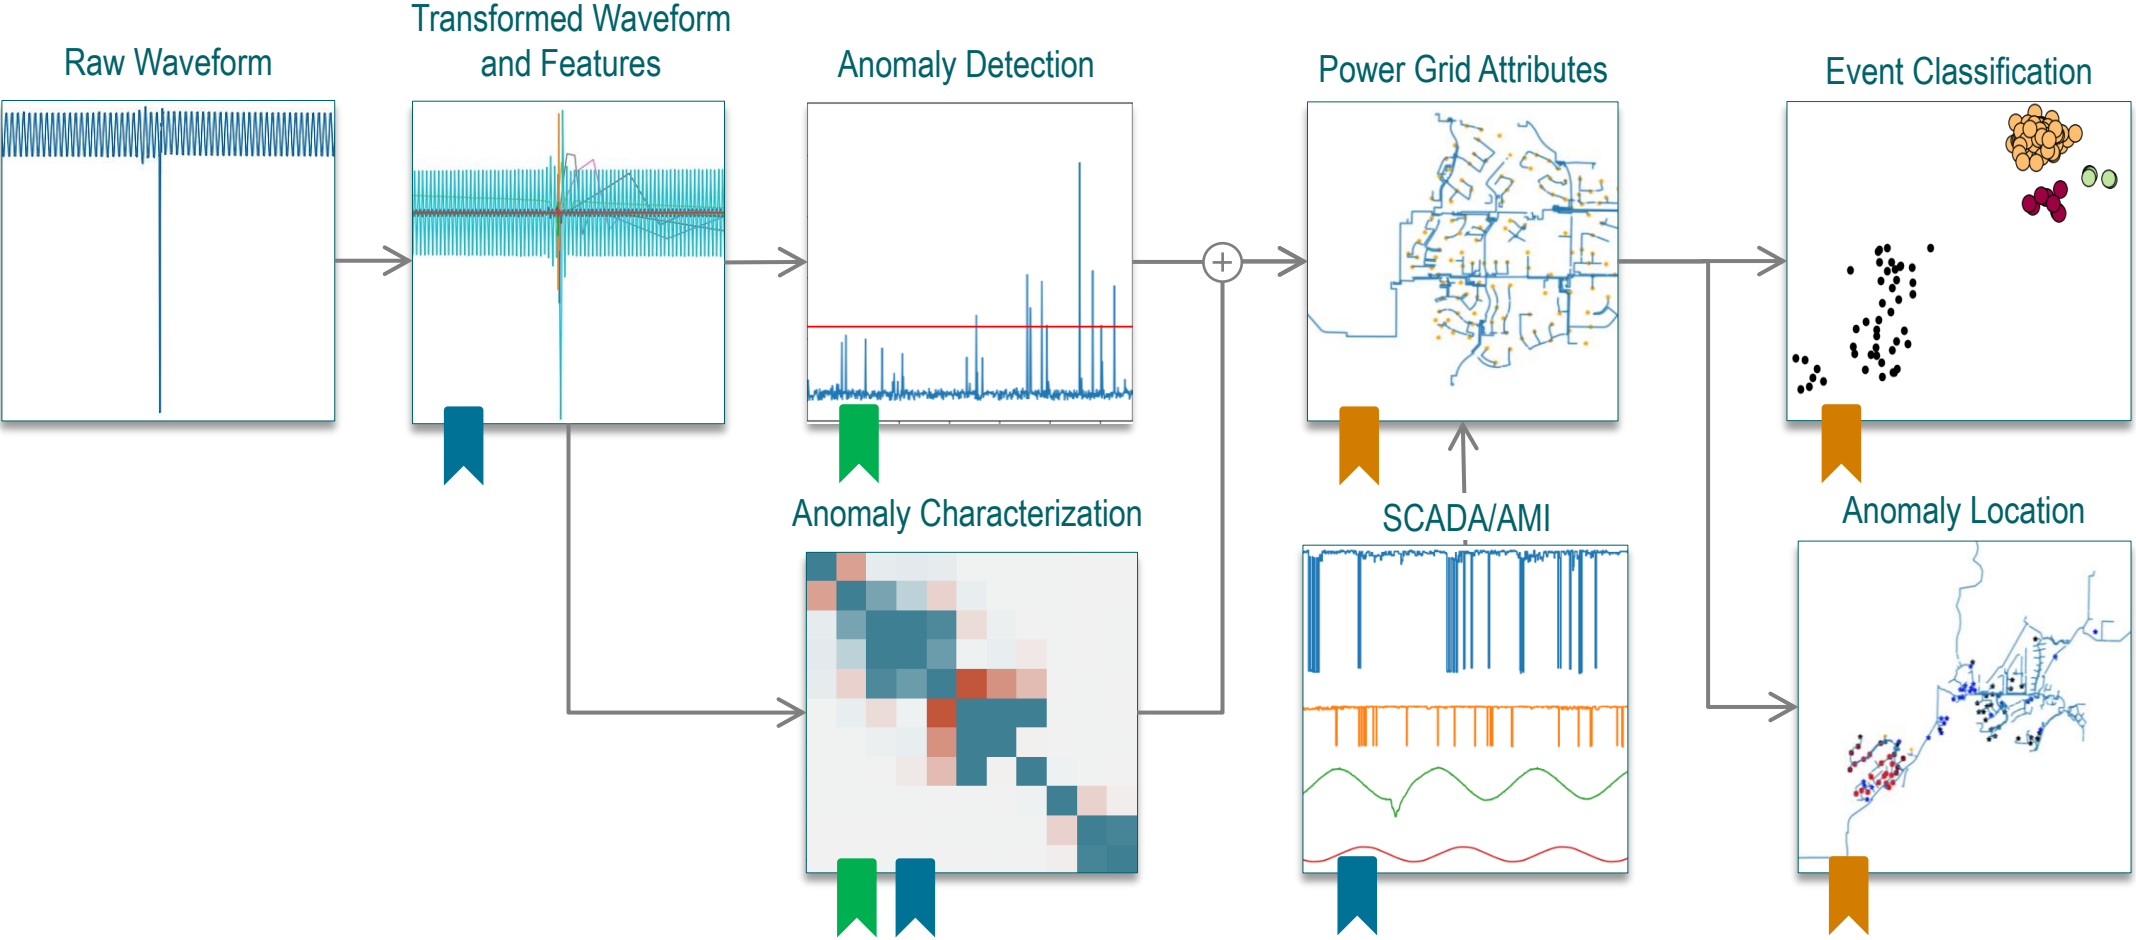 Raw Waveform
Transformed Waveform
and Features
Anomaly Detection
Power Grid Attributes
Event Classification
Anomaly Characterization
SCADA/AMI
Anomaly Location